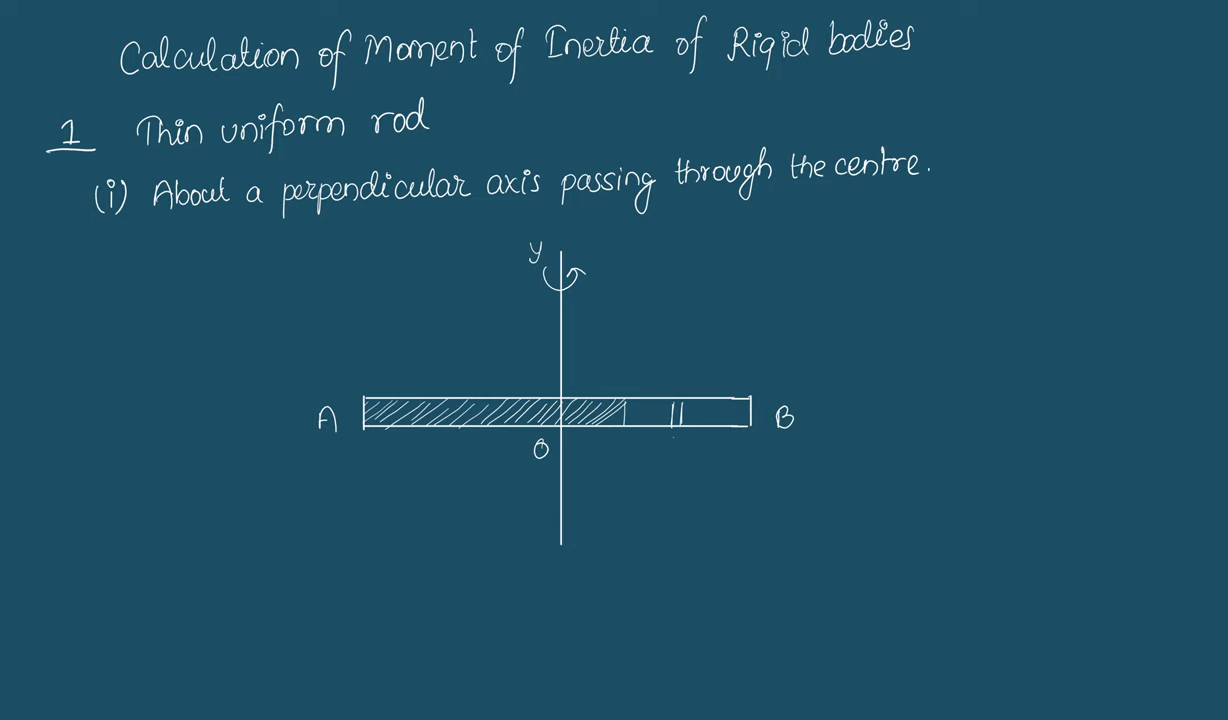 Calculation of Moment of Inertia of Rigid bodies
1 Thin uniform rod
(i) About a perpendicular axis passing through the centre.
y
A
B
O